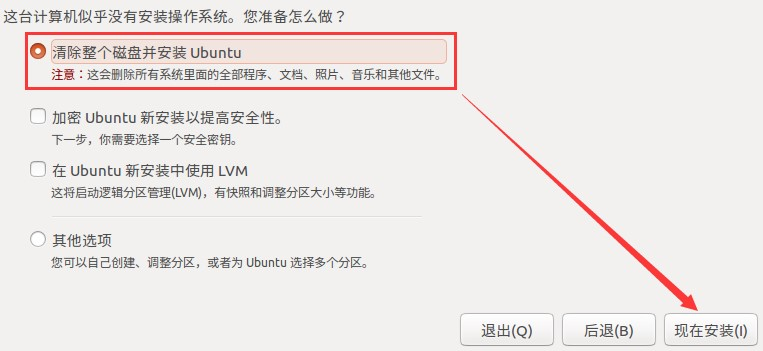 这台计算机似乎没有安装操作系统。您准备怎么做？
清除整个磁盘并安装 Ubuntu
注意：这会删除所有系统里面的全部程序、文档、照片、音乐和其他文件。
加密 Ubuntu 新安装以提高安全性。
下一步，你需要选择一个安全密钥。
在 Ubuntu 新安装中使用 LVM
这将启动逻辑分区管理(LVM)，有快照和调整分区大小等功能。
其他选项
您可以自己创建、调整分区，或者为 Ubuntu 选择多个分区。
退出(Q)
后退(B)
现在安装(I)